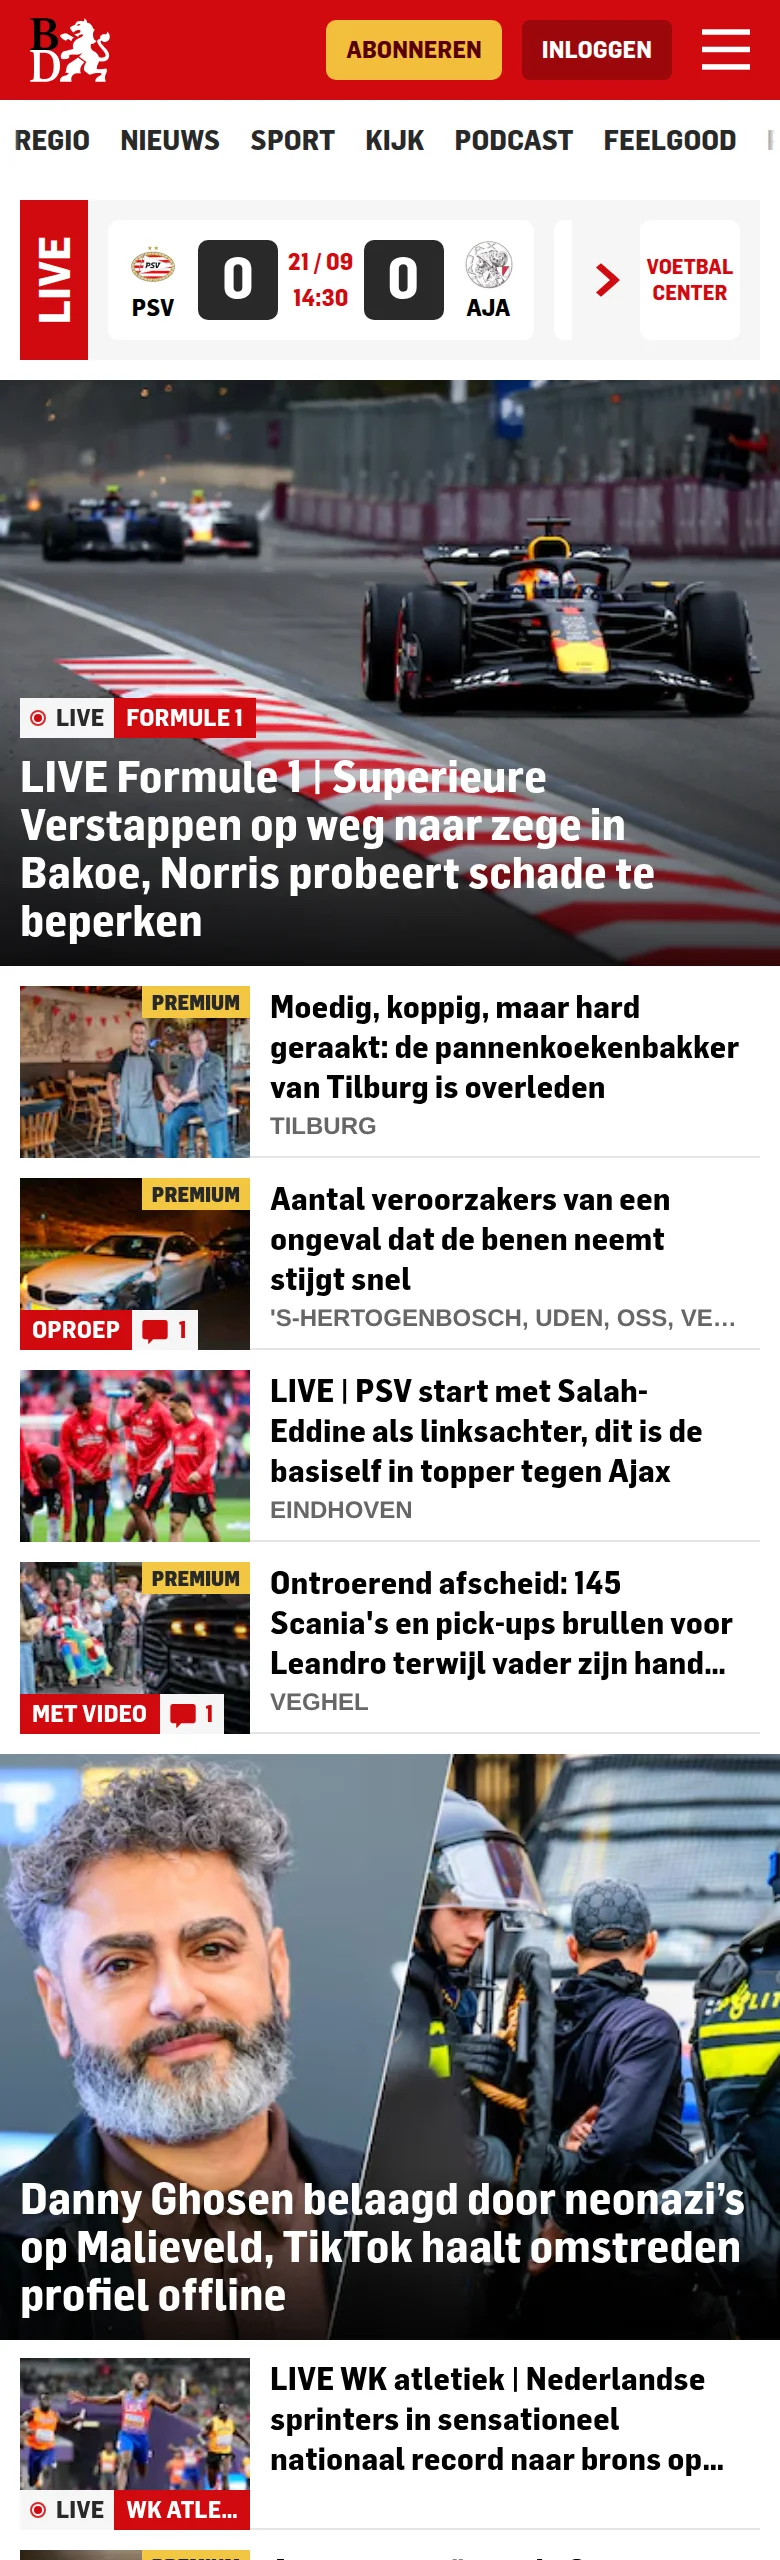 BD
ABONNEREN
INLOGGEN
REGIO NIEUWS SPORT KIJK PODCAST FEELGOOD
LIVE
PSV
PSV
0
21 / 09
14:30
0
AJA
VOETBAL
CENTER
LIVE FORMULE 1
LIVE Formule 1 | Superieure
Verstappen op weg naar zege in
Bakoe, Norris probeert schade te
beperken
PREMIUM
Moedig, koppig, maar hard
geraakt: de pannenkoekenbakker
van Tilburg is overleden
TILBURG
PREMIUM
OPROEP 1
Aantal veroorzakers van een
ongeval dat de benen neemt
stijgt snel
'S-HERTOGENBOSCH, UDEN, OSS, VE...
LIVE | PSV start met Salah-
Eddine als linksachter, dit is de
basiself in topper tegen Ajax
EINDHOVEN
PREMIUM
MET VIDEO 1
Ontroerend afscheid: 145
Scania's en pick-ups brullen voor
Leandro terwijl vader zijn hand...
VEGHEL
Danny Ghosen belaagd door neonazi’s
op Malieveld, TikTok haalt omstreden
profiel offline
LIVE WK ATLE...
LIVE WK atletiek | Nederlandse
sprinters in sensationeel
nationaal record naar brons op...